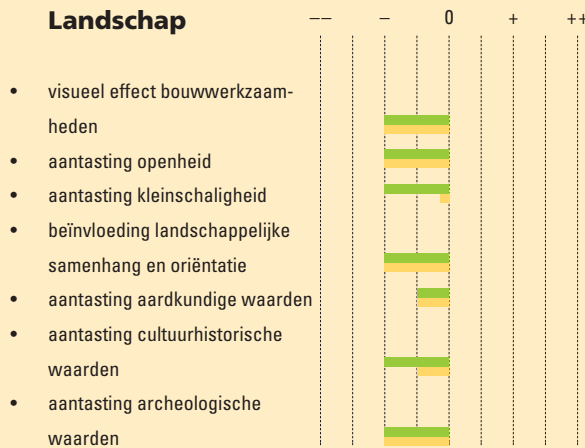 Landschap -- - 0 + ++
• visueel effect bouwwerkzaam-
heden
• aantasting openheid
• aantasting kleinschaligheid
• beïnvloeding landschappelijke
samenhang en oriëntatie
• aantasting aardkundige waarden
• aantasting cultuurhistorische
waarden
• aantasting archeologische
waarden